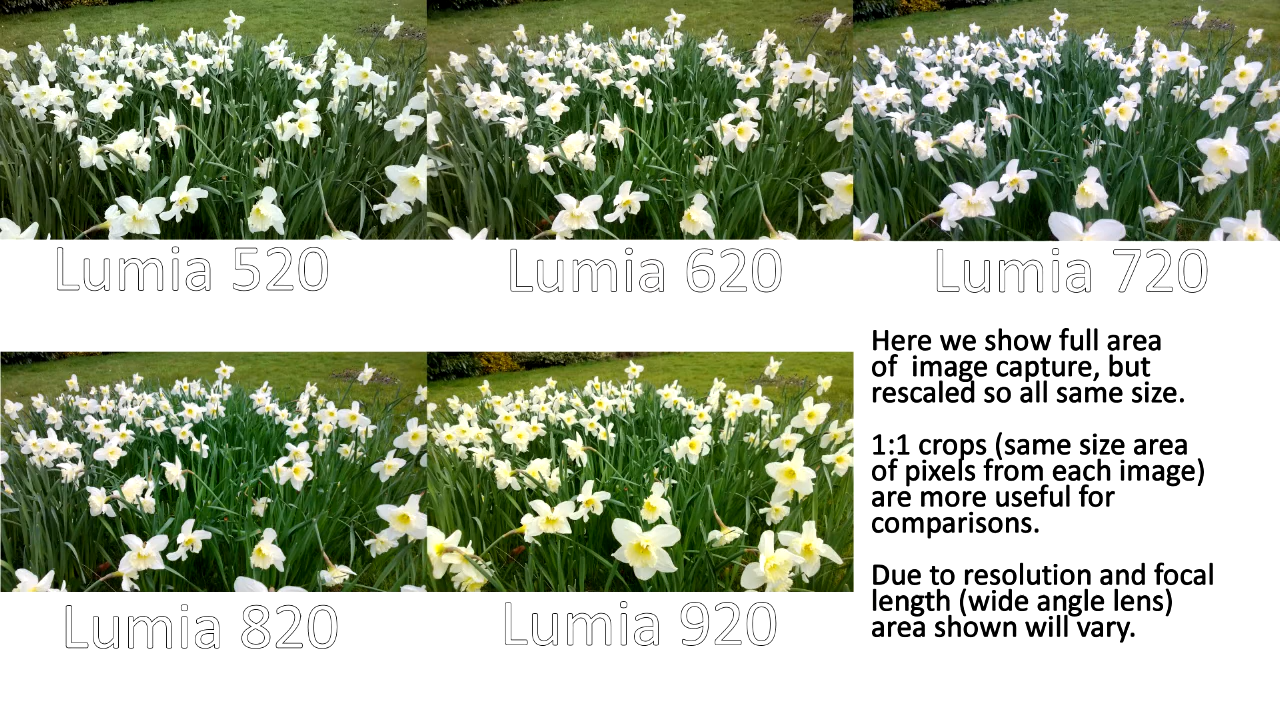 Lumia 520
Lumia 620
Lumia 720
Here we show full area
of  image capture, but
rescaled so all same size.
1:1 crops (same size area
of pixels from each image)
are more useful for
comparisons.
Due to resolution and focal
length (wide angle lens)
area shown will vary.
Lumia 820
Lumia 920